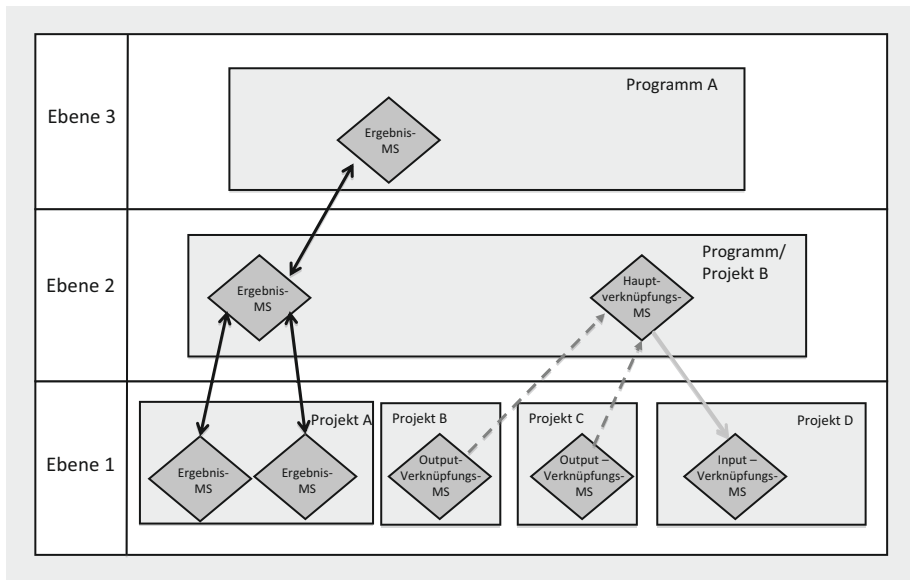 Ebene 3
Programm A
Ergebnis-
MS
Ebene 2
Programm/
Projekt B
Ergebnis-
MS
Haupt-
verknüpfungs-
MS
Ebene 1
Projekt A
Ergebnis-
MS
Ergebnis-
MS
Projekt B
Output-
Verknüpfungs-
MS
Projekt C
Output –
Verknüpfungs-
MS
Projekt D
Input –
Verknüpfungs-
MS